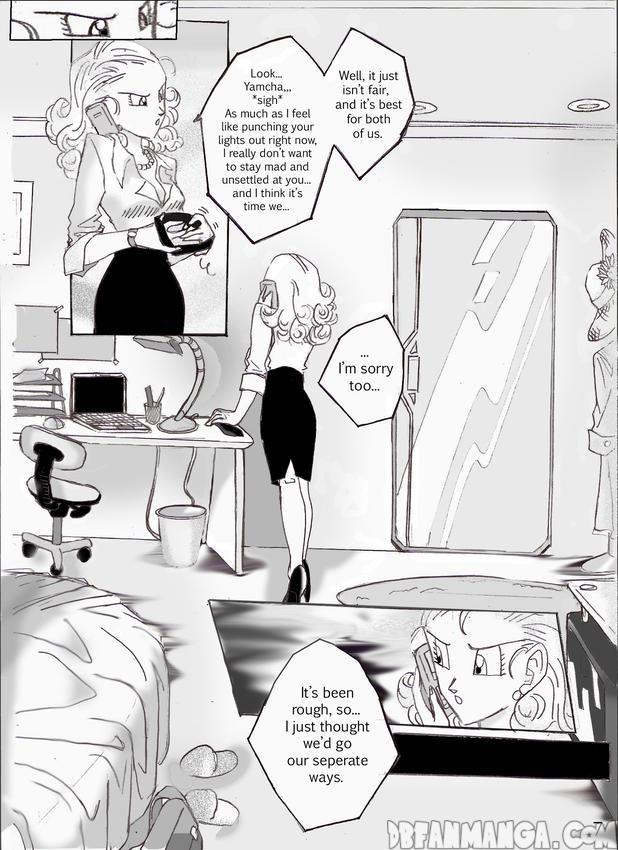 Well, it just
isn't fair,
and it's best
for both
of us.
Look...
Yamcha,,,
*sigh*
As much as I feel
like punching your
lights out right now,
I really don't want
to stay mad and
unsettled at you...
and I think it's
time we...
...
I'm sorry
too...
It's been
rough, so...
I just thought
we'd go
our seperate
ways.
7
DBFANMANGA.COM